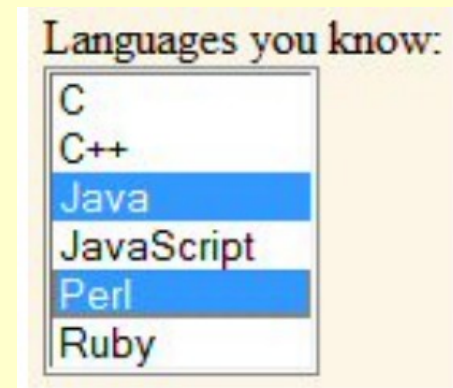 Languages you know:
C
C++
Java
JavaScript
Perl
Ruby